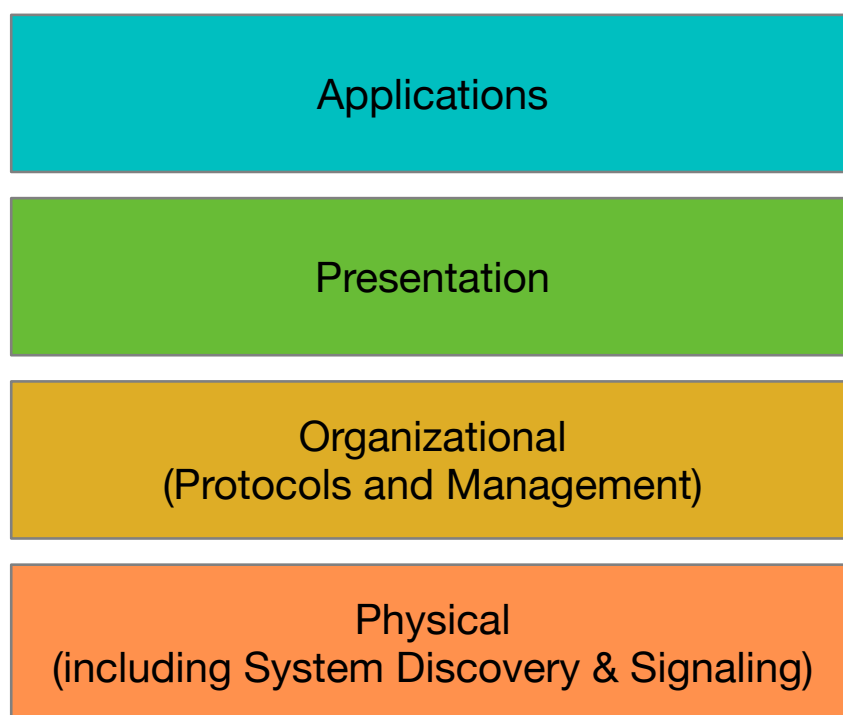 Applications
Presentation
Organizational
(Protocols and Management)
Physical
(including System Discovery & Signaling)